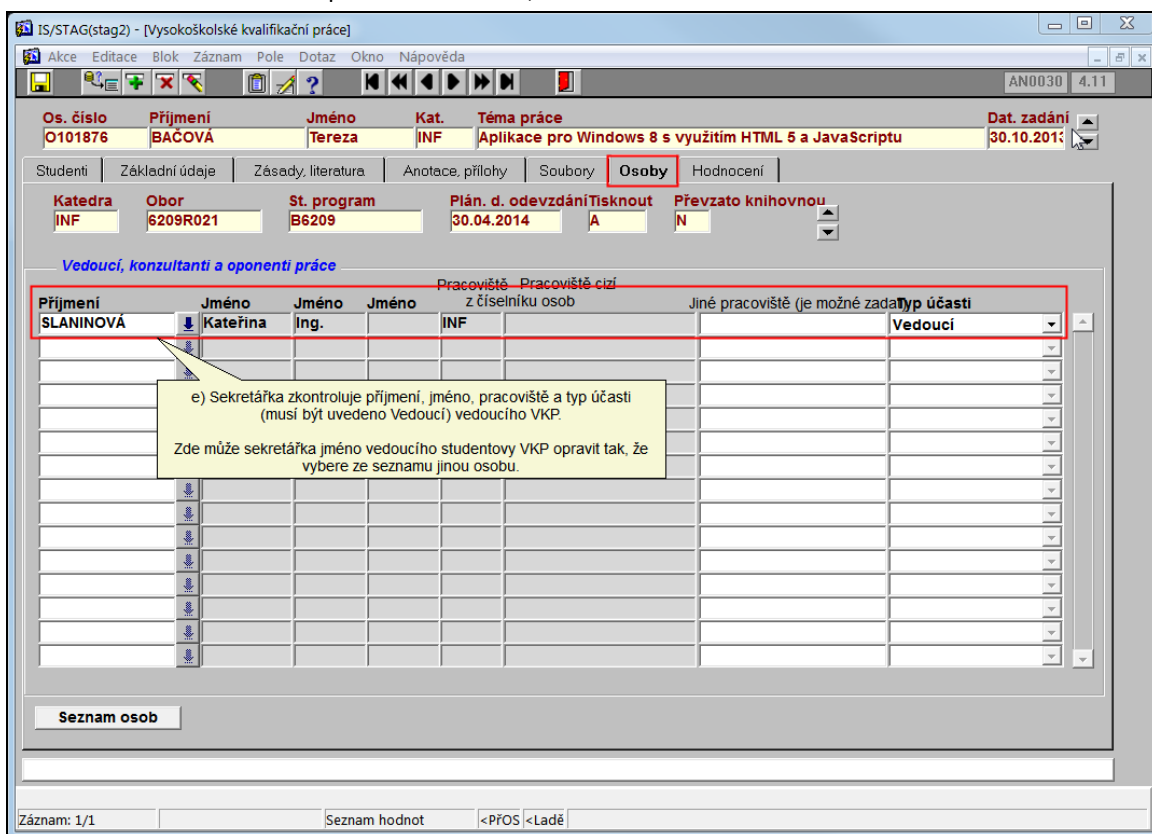 IS/STAG(stag2) - [Vysokoškolské kvalifikační práce]
Akce Editace Blok Záznam Pole Dotaz Okno Nápověda
AN0030 4.11
Os. číslo Příjmení Jméno Kat. Téma práce Dat. zadání
O101876 BAČOVÁ Tereza INF Aplikace pro Windows 8 s využitím HTML 5 a JavaScriptu 30.10.2013
Studenti Základní údaje Zásady, literatura Anotace, přílohy Soubory Osoby Hodnocení
Katedra Obor St. program Plán. d. odevzdání Tisknout Převzato knihovnou
INF 6209R021 B6209 30.04.2014 A N
Vedoucí, konzultanti a oponenti práce
Pracoviště Pracoviště cizí
Příjmení Jméno Jméno Jméno z číselníku osob Jiné pracoviště (je možné zadat) Typ účasti
SLANINOVÁ Kateřina Ing. INF Vedoucí
e) Sekretářka zkontroluje příjmení, jméno, pracoviště a typ účasti
(musí být uvedeno Vedoucí) vedoucího VKP.
Zde může sekretářka jméno vedoucího studentovy VKP opravit tak, že
vybere ze seznamu jinou osobu.
Seznam osob
Záznam: 1/1 Seznam hodnot <PřOS <Ladě